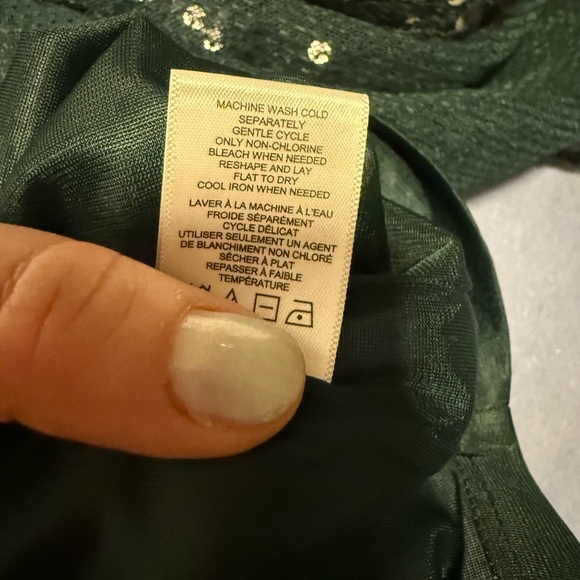 MACHINE WASH COLD
SEPARATELY
GENTLE CYCLE
ONLY NON-CHLORINE
BLEACH WHEN NEEDED
RESHAPE AND LAY
FLAT TO DRY
COOL IRON WHEN NEEDED
LAVER À LA MACHINE À L'EAU
FROIDE SÉPARÉMENT
CYCLE DÉLICAT
UTILISER SEULEMENT UN AGENT
DE BLANCHIMENT NON CHLORÉ
SÉCHER À PLAT
REPASSER À FAIBLE
TEMPÉRATURE